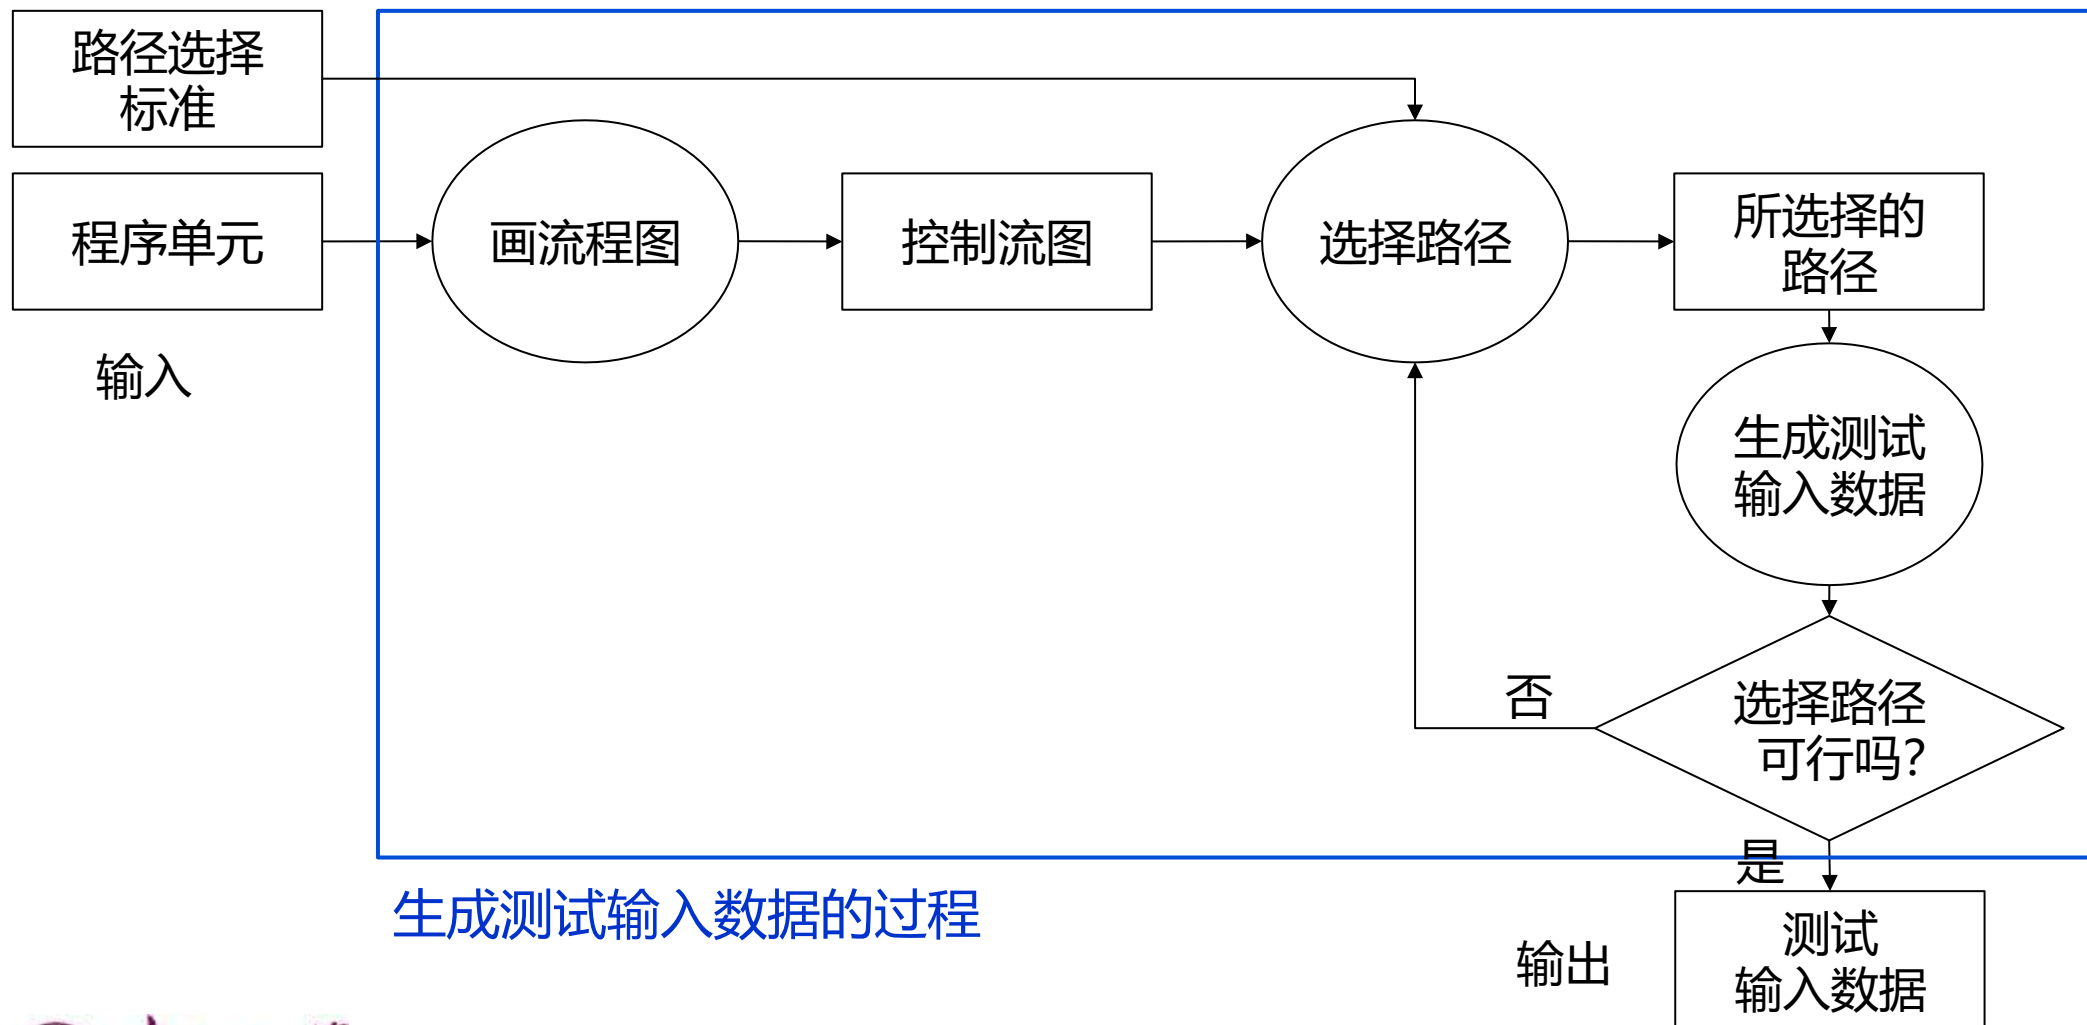 路径选择
标准
程序单元
画流程图
控制流图
选择路径
所选择的
路径
输入
生成测试
输入数据
否
选择路径
可行吗？
是
生成测试输入数据的过程
输出
测试
输入数据